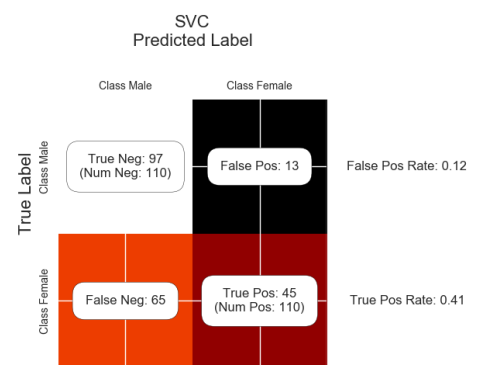 SVC
Predicted Label
Class Male
Class Female
True Label
Class Male
True Neg: 97
(Num Neg: 110)
False Pos: 13
False Pos Rate: 0.12
Class Female
False Neg: 65
True Pos: 45
(Num Pos: 110)
True Pos Rate: 0.41